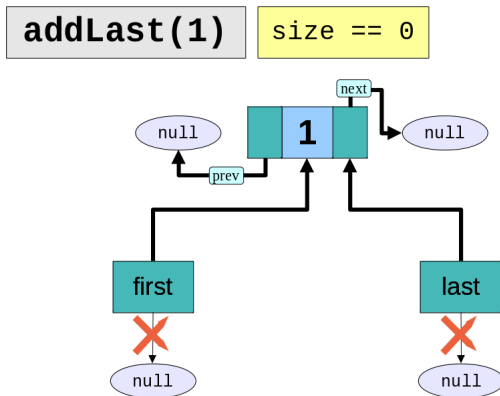 addLast(1)
size == 0
next
null
1
null
prev
first
last
null
null